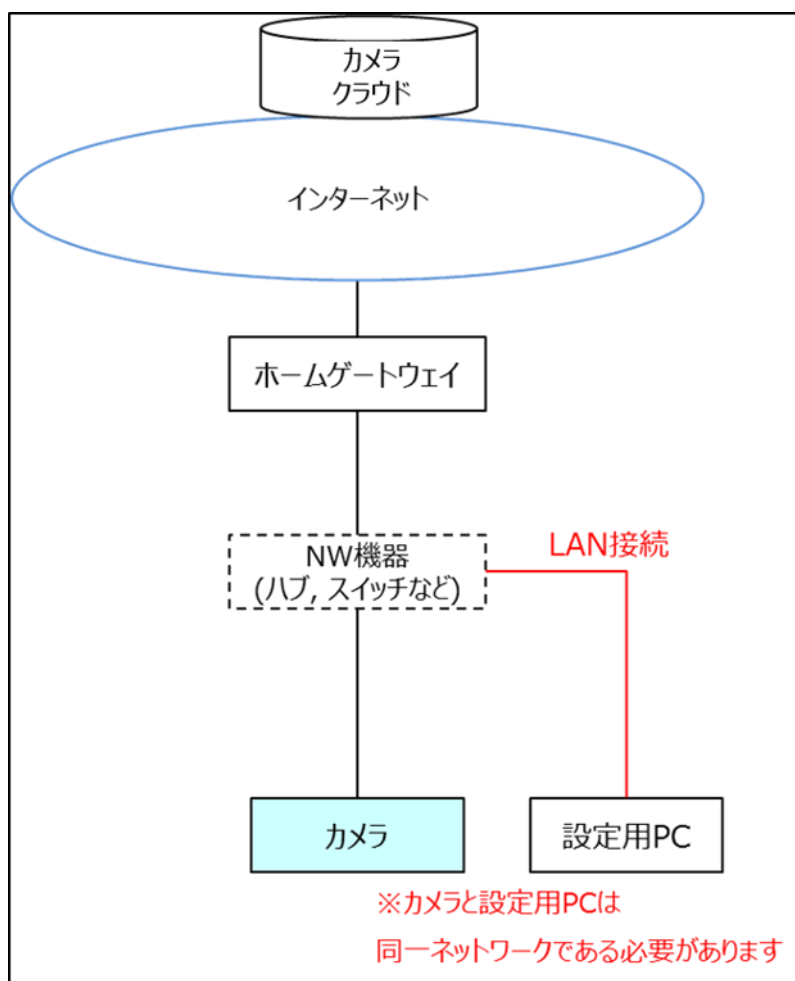 カメラ
クラウド
インターネット
ホームゲートウェイ
NW機器
(ハブ, スイッチなど)
LAN接続
カメラ
設定用PC
※カメラと設定用PCは
同一ネットワークである必要があります